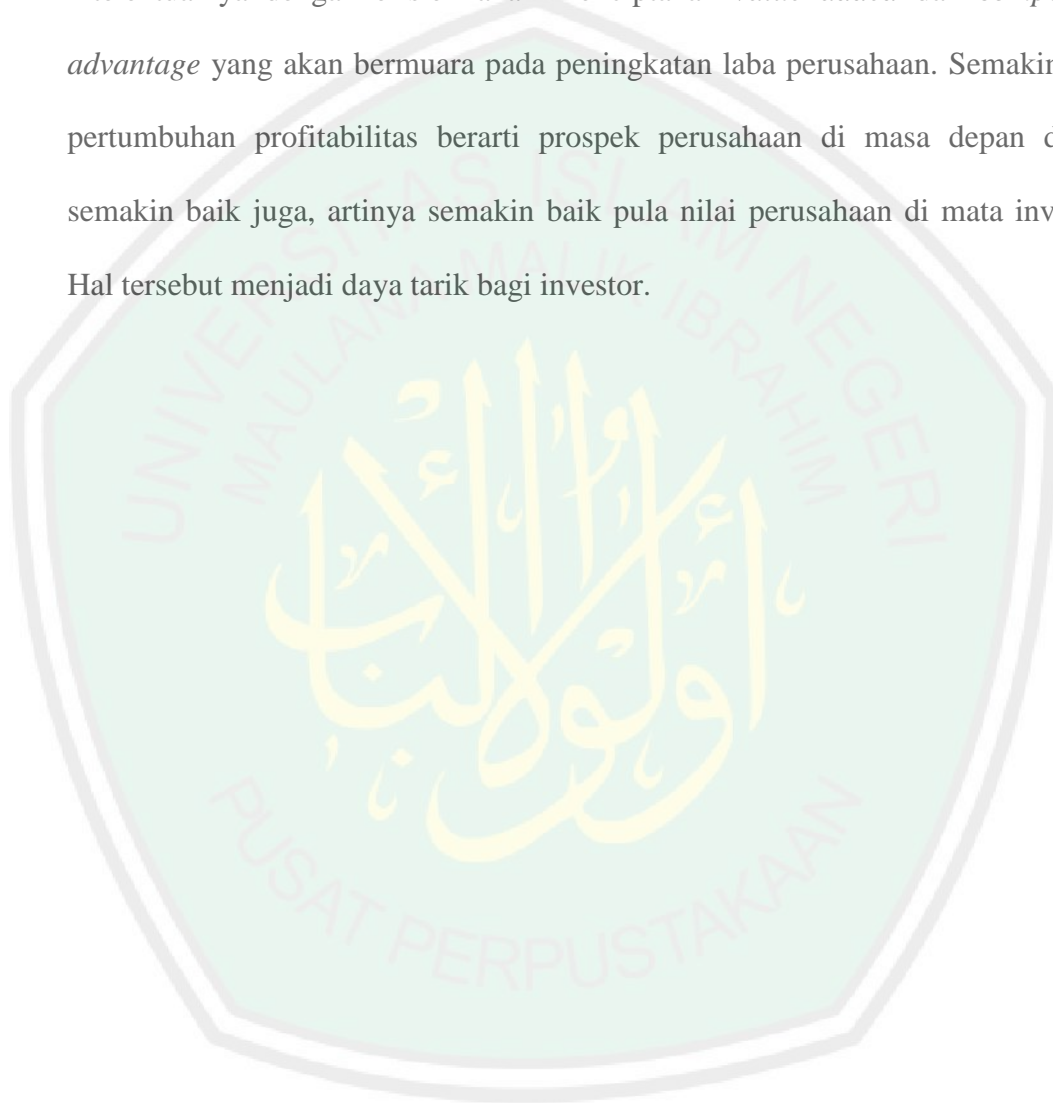 advantage yang akan bermuara pada peningkatan laba perusahaan. Semakin
pertumbuhan profitabilitas berarti prospek perusahaan di masa depan
semakin baik juga, artinya semakin baik pula nilai perusahaan di mata
Hal tersebut menjadi daya tarik bagi investor.
UNIVERSITAS ISLAM NEGERI
MAULANA MALIK IBRAHIM
أولوا الألباب
PUSAT PERPUSTAKAAN